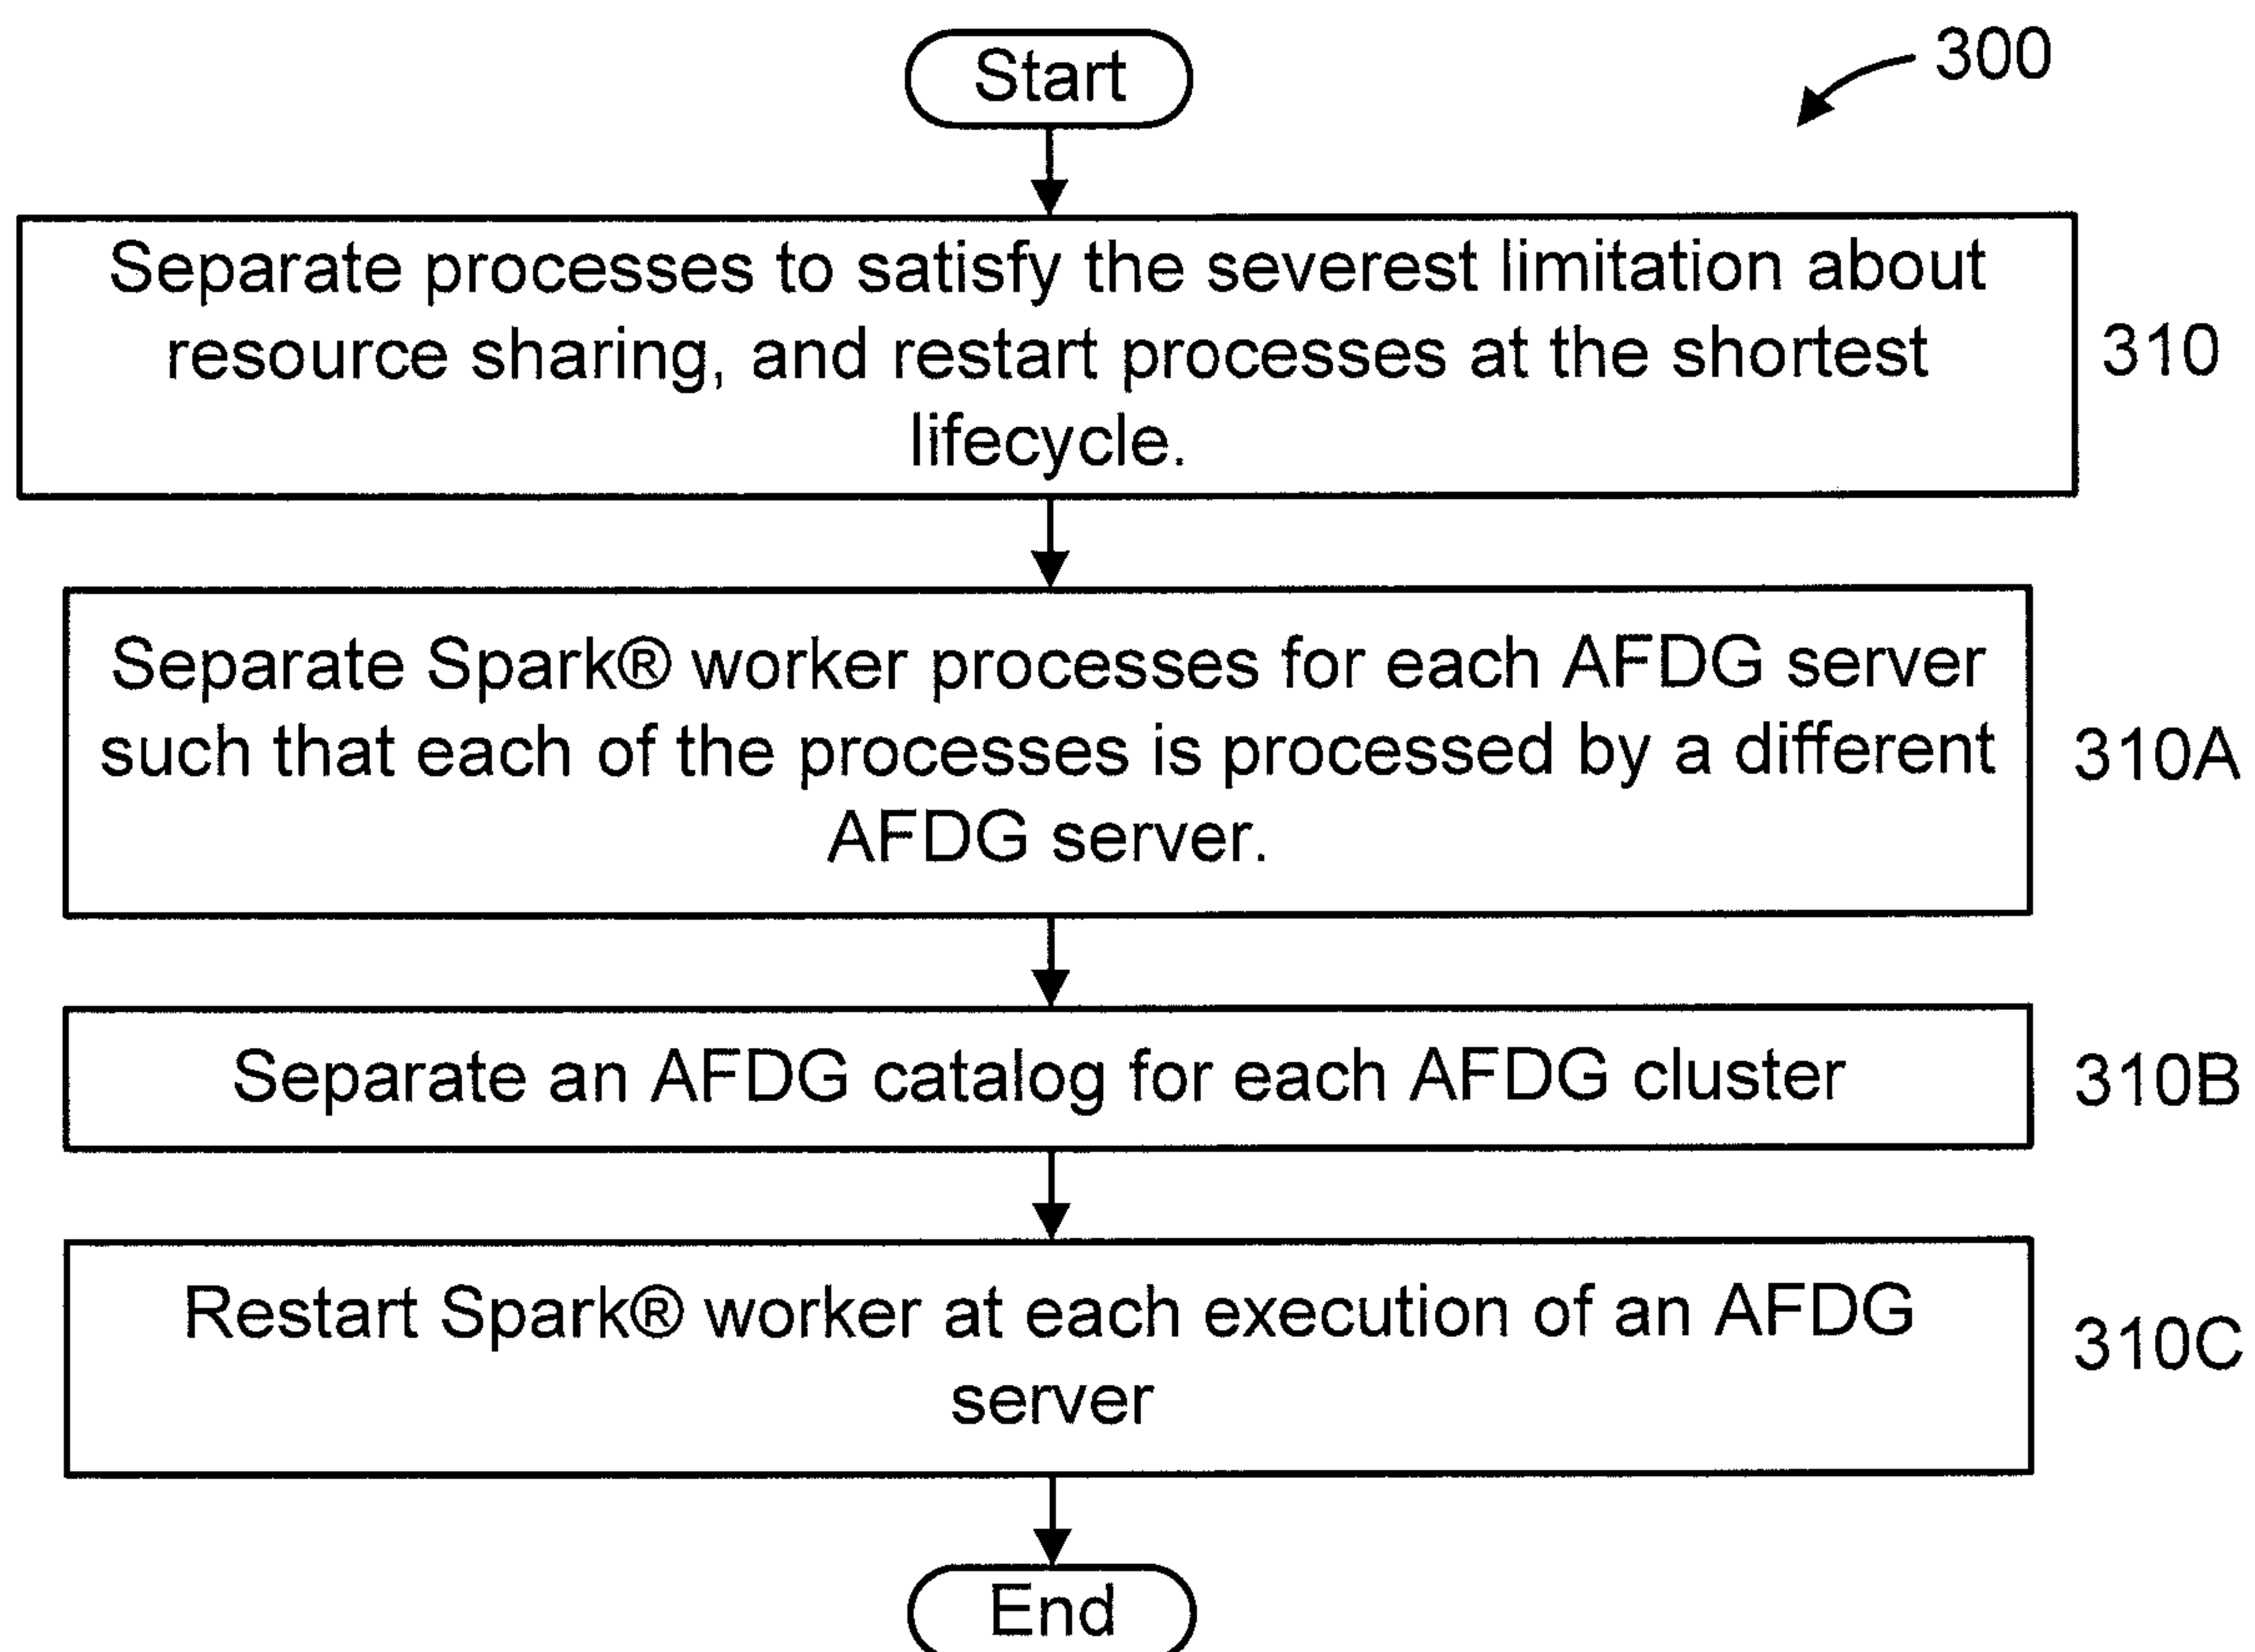 Start
300
Separate processes to satisfy the severest limitation about
resource sharing, and restart processes at the shortest
lifecycle.
310
Separate Spark® worker processes for each AFDG server
such that each of the processes is processed by a different
AFDG server.
310A
Separate an AFDG catalog for each AFDG cluster
310B
Restart Spark® worker at each execution of an AFDG
server
310C
End